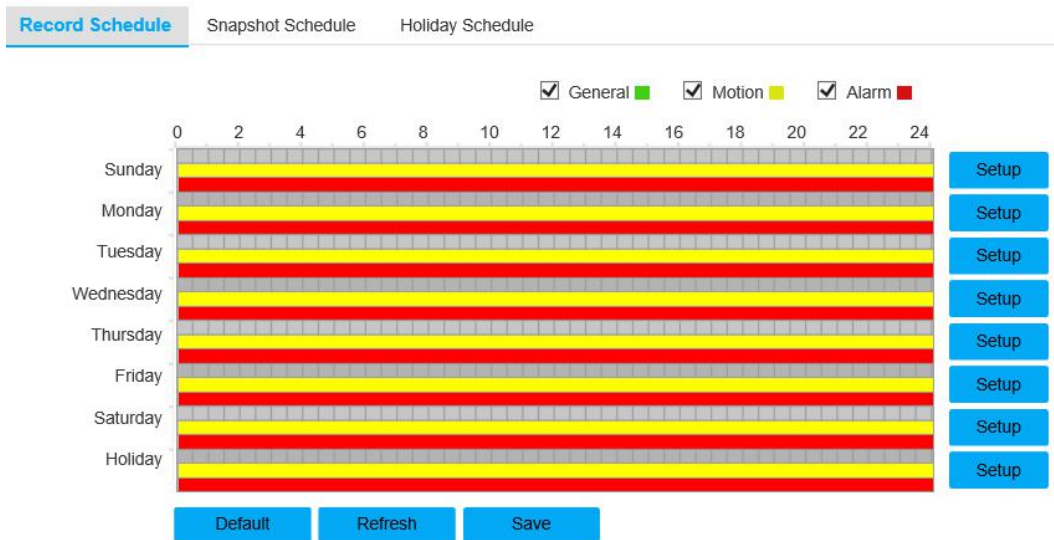 Record Schedule Snapshot Schedule Holiday Schedule
General Motion Alarm
0 2 4 6 8 10 12 14 16 18 20 22 24
Sunday Setup
Monday Setup
Tuesday Setup
Wednesday Setup
Thursday Setup
Friday Setup
Saturday Setup
Holiday Setup
Default Refresh Save